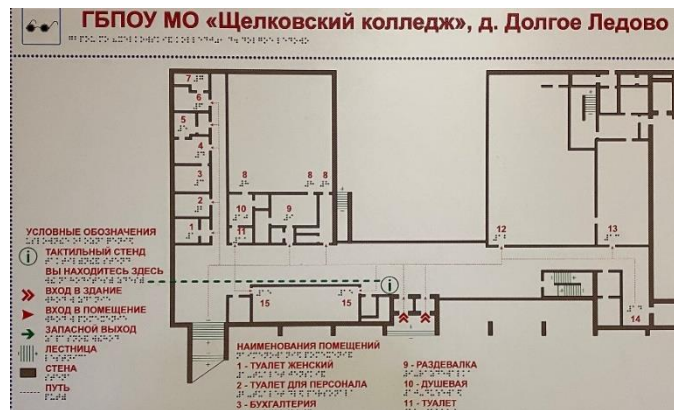 ГБПОУ МО «Щелковский колледж», д. Долгое Ледово
7
6
5
4
3
2
1
8
8
8
10
9
11
12
13
15
15
14
УСЛОВНЫЕ ОБОЗНАЧЕНИЯ
ТАКТИЛЬНЫЙ СТЕНД
ВЫ НАХОДИТЕСЬ ЗДЕСЬ
ВХОД В ЗДАНИЕ
ВХОД В ПОМЕЩЕНИЕ
ЗАПАСНОЙ ВЫХОД
ЛЕСТНИЦА
СТЕНА
ПУТЬ
НАИМЕНОВАНИЯ ПОМЕЩЕНИЙ
1 - ТУАЛЕТ ЖЕНСКИЙ
2 - ТУАЛЕТ ДЛЯ ПЕРСОНАЛА
3 - БУХГАЛТЕРИЯ
9 - РАЗДЕВАЛКА
10 - ДУШЕВАЯ
11 - ТУАЛЕТ